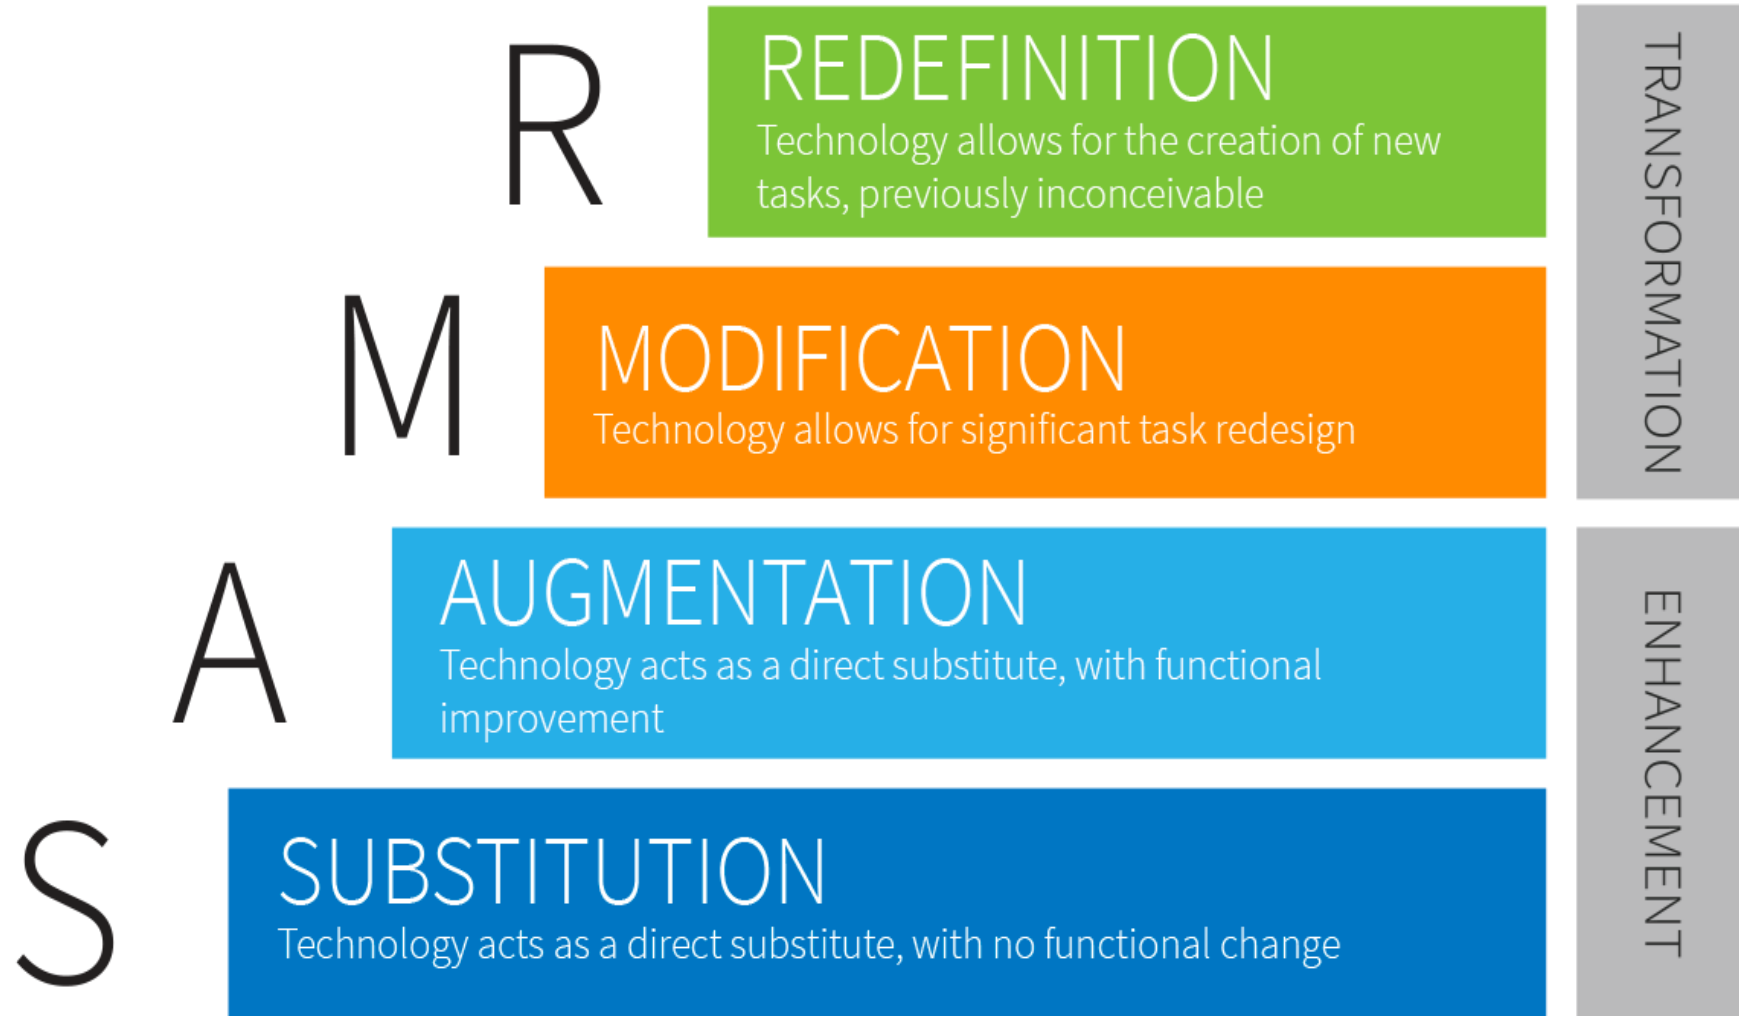 R
REDEFINITION
Technology allows for the creation of new
tasks, previously inconceivable
M
MODIFICATION
Technology allows for significant task redesign
TRANSFORMATION
A
AUGMENTATION
Technology acts as a direct substitute, with functional
improvement
S
SUBSTITUTION
Technology acts as a direct substitute, with no functional change
ENHANCEMENT